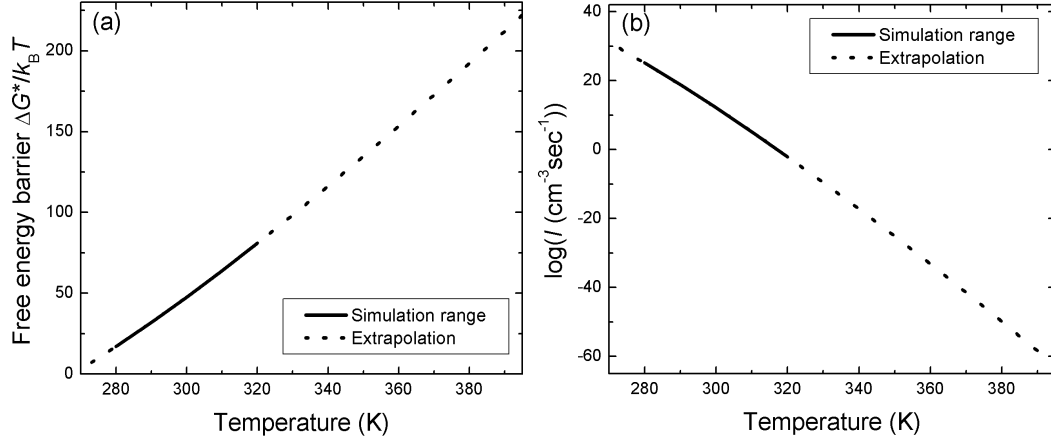 (a)
Free energy barrier ΔG*/k_BT
200
150
100
50
0
Simulation range
Extrapolation
280 300 320 340 360 380
Temperature (K)
(b)
log(I (cm⁻³sec⁻¹))
40
20
0
-20
-40
-60
Simulation range
Extrapolation
280 300 320 340 360 380
Temperature (K)